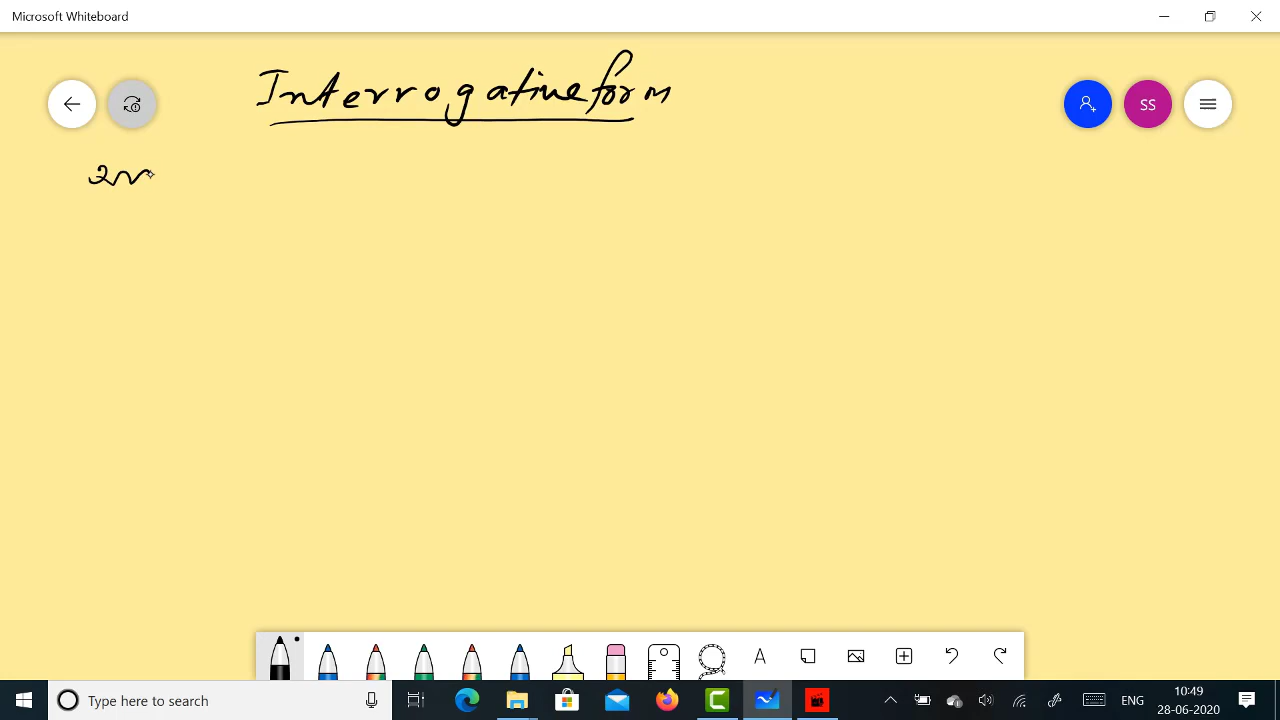 Microsoft Whiteboard
Interrogative form
SS
A
Type here to search
ENG
10:49
28-06-2020